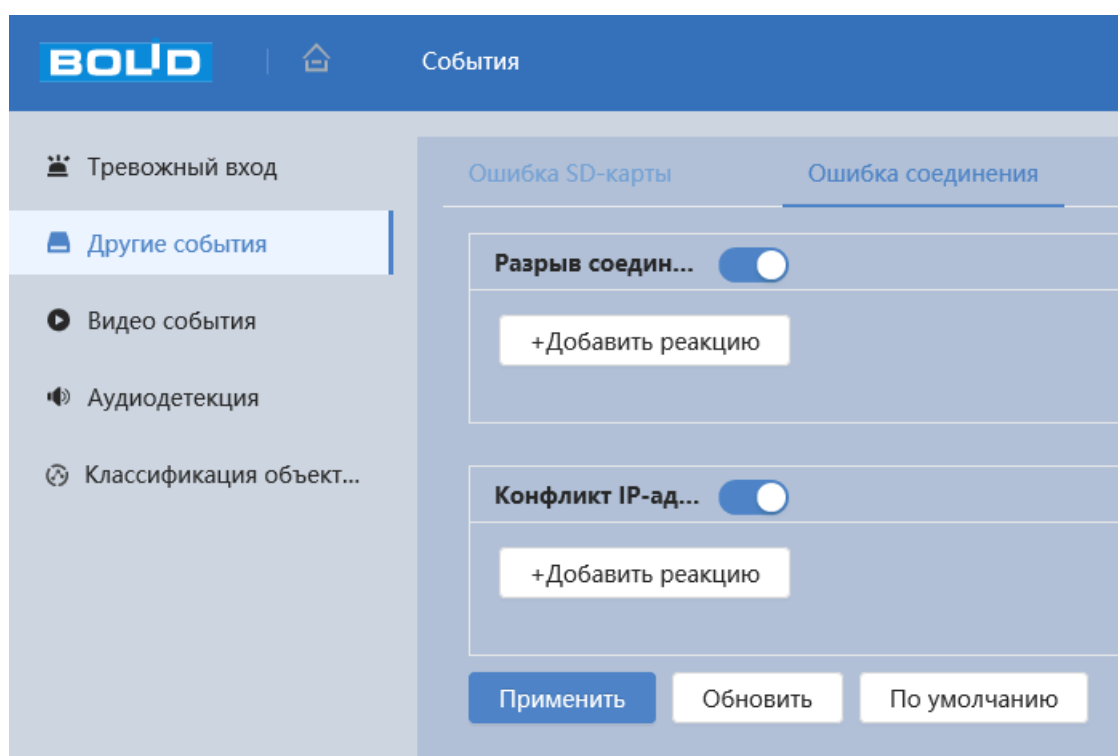 BOLID
События
Тревожный вход
Другие события
Видео события
Аудиодетекция
Классификация объект...
Ошибка SD-карты
Ошибка соединения
Разрыв соедин...
+Добавить реакцию
Конфликт IP-ад...
+Добавить реакцию
Применить
Обновить
По умолчанию